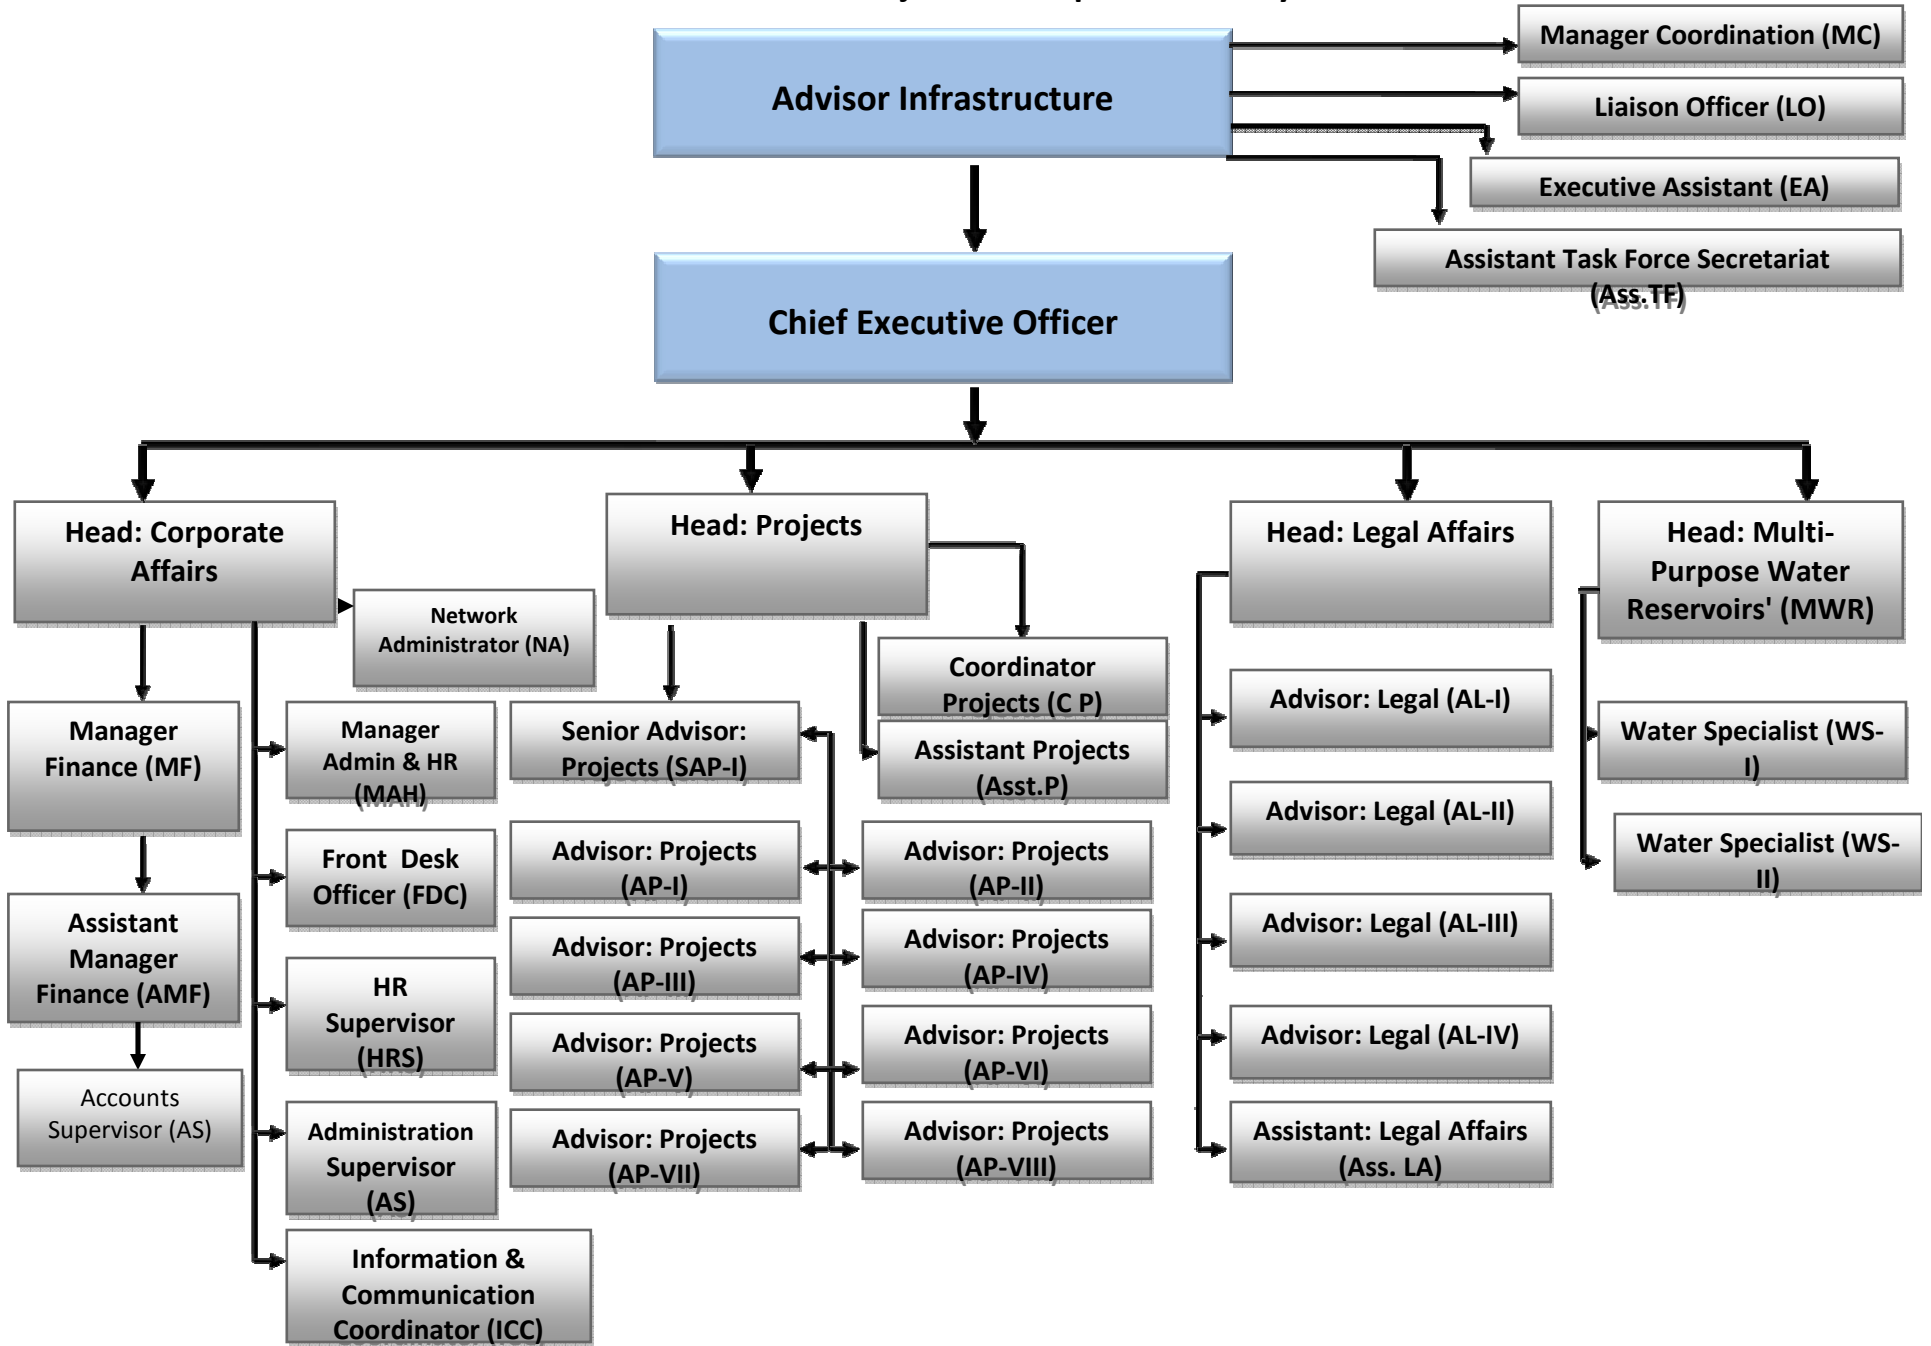 Manager Coordination (MC)
Advisor Infrastructure
Liaison Officer (LO)
Executive Assistant (EA)
Assistant Task Force Secretariat
(Ass.TF)
Chief Executive Officer
Head: Corporate
Affairs
Head: Projects
Head: Legal Affairs
Head: Multi-
Purpose Water
Reservoirs' (MWR)
Network
Administrator (NA)
Coordinator
Projects (C P)
Manager
Finance (MF)
Manager
Admin & HR
(MAH)
Senior Advisor:
Projects (SAP-I)
Assistant Projects
(Asst.P)
Advisor: Legal (AL-I)
Water Specialist (WS-
I)
Front  Desk
Officer (FDC)
Advisor: Projects
(AP-I)
Advisor: Projects
(AP-II)
Advisor: Legal (AL-II)
Water Specialist (WS-
II)
Assistant
Manager
Finance (AMF)
Advisor: Projects
(AP-III)
Advisor: Projects
(AP-IV)
Advisor: Legal (AL-III)
HR
Supervisor
(HRS)
Advisor: Projects
(AP-V)
Advisor: Projects
(AP-VI)
Advisor: Legal (AL-IV)
Accounts
Supervisor (AS)
Administration
Supervisor
(AS)
Advisor: Projects
(AP-VII)
Advisor: Projects
(AP-VIII)
Assistant: Legal Affairs
(Ass. LA)
Information &
Communication
Coordinator (ICC)